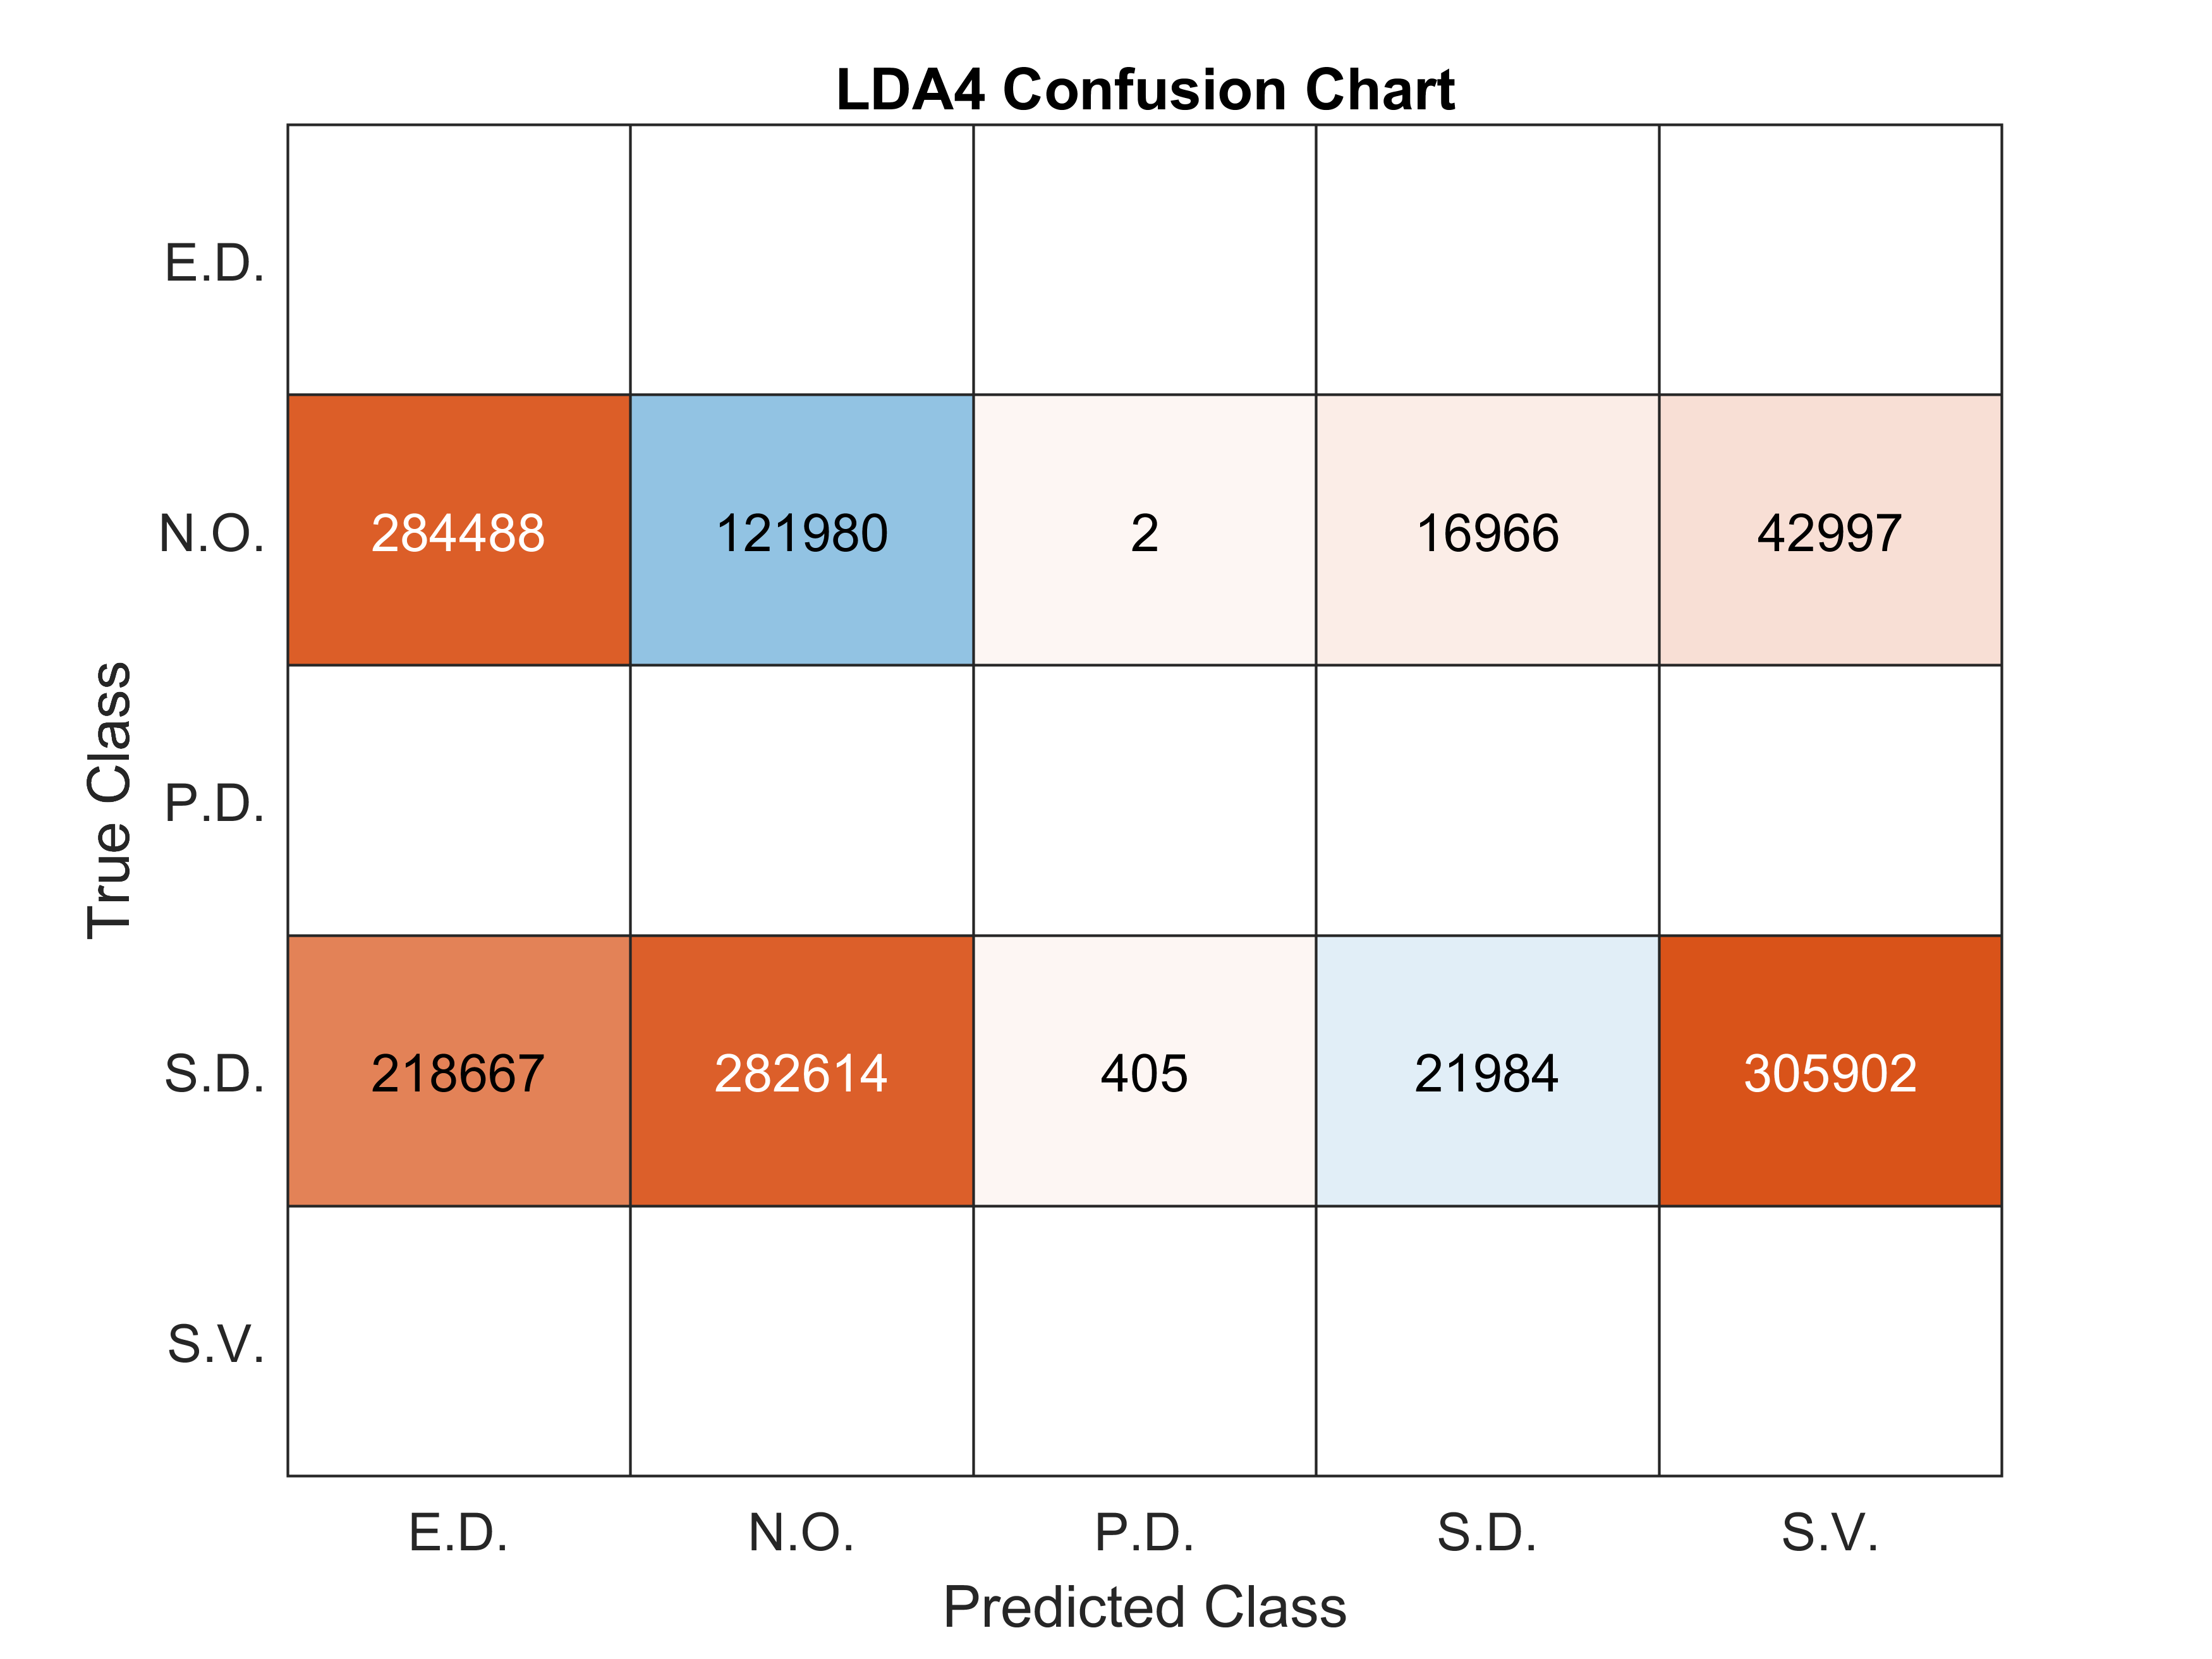 LDA4 Confusion Chart
E.D.
N.O.
284488 121980 2 16966 42997
P.D.
S.D.
218667 282614 405 21984 305902
S.V.
True Class
E.D. N.O. P.D. S.D. S.V.
Predicted Class